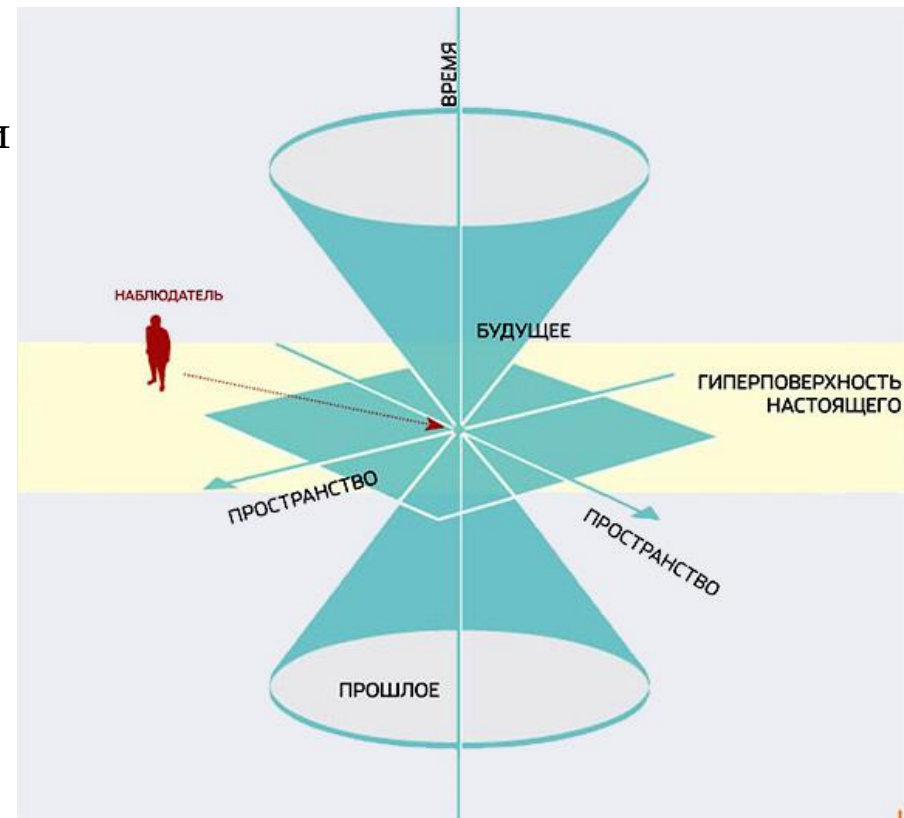 ВРЕМЯ
и
НАБЛЮДАТЕЛЬ
БУДУЩЕЕ
ГИПЕРПОВЕРХНОСТЬ
НАСТОЯЩЕГО
ПРОСТРАНСТВО
ПРОСТРАНСТВО
ПРОШЛОЕ